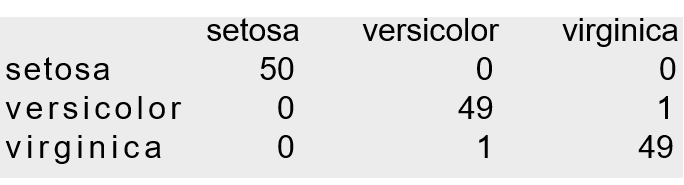 setosa versicolor virginica
setosa 50 0 0
versicolor 0 49 1
virginica 0 1 49